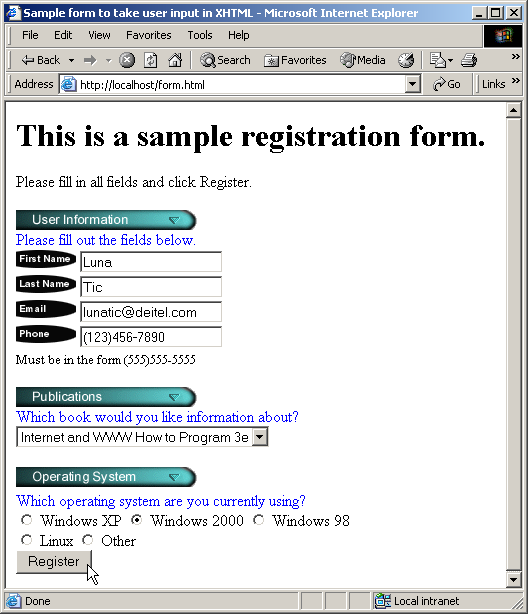 Sample form to take user input in XHTML - Microsoft Internet Explorer
File Edit View Favorites Tools Help
Back Search Favorites Media
Address http://localhost/form.html Go Links
This is a sample registration form.
Please fill in all fields and click Register.
User Information
Please fill out the fields below.
First Name Luna
Last Name Tic
Email lunatic@deitel.com
Phone (123)456-7890
Must be in the form (555)555-5555
Publications
Which book would you like information about?
Internet and WWW How to Program 3e
Operating System
Which operating system are you currently using?
Windows XP Windows 2000 Windows 98
Linux Other
Register
Done Local intranet